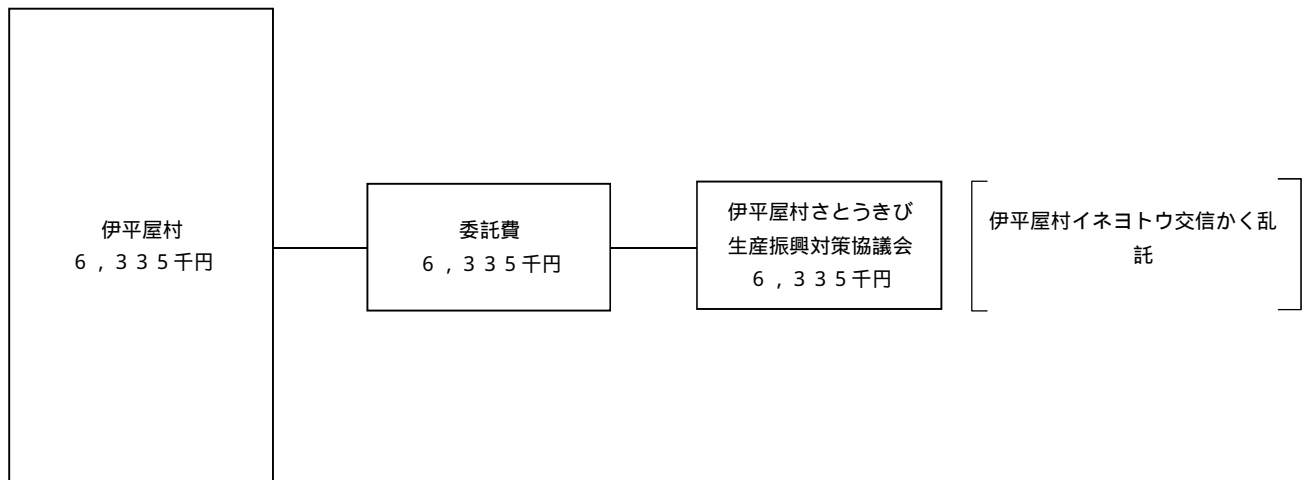 伊平屋村
６，３３５千円
委託費
６，３３５千円
伊平屋村さとうきび
生産振興対策協議会
６，３３５千円
伊平屋村イネヨトウ交信かく乱
託